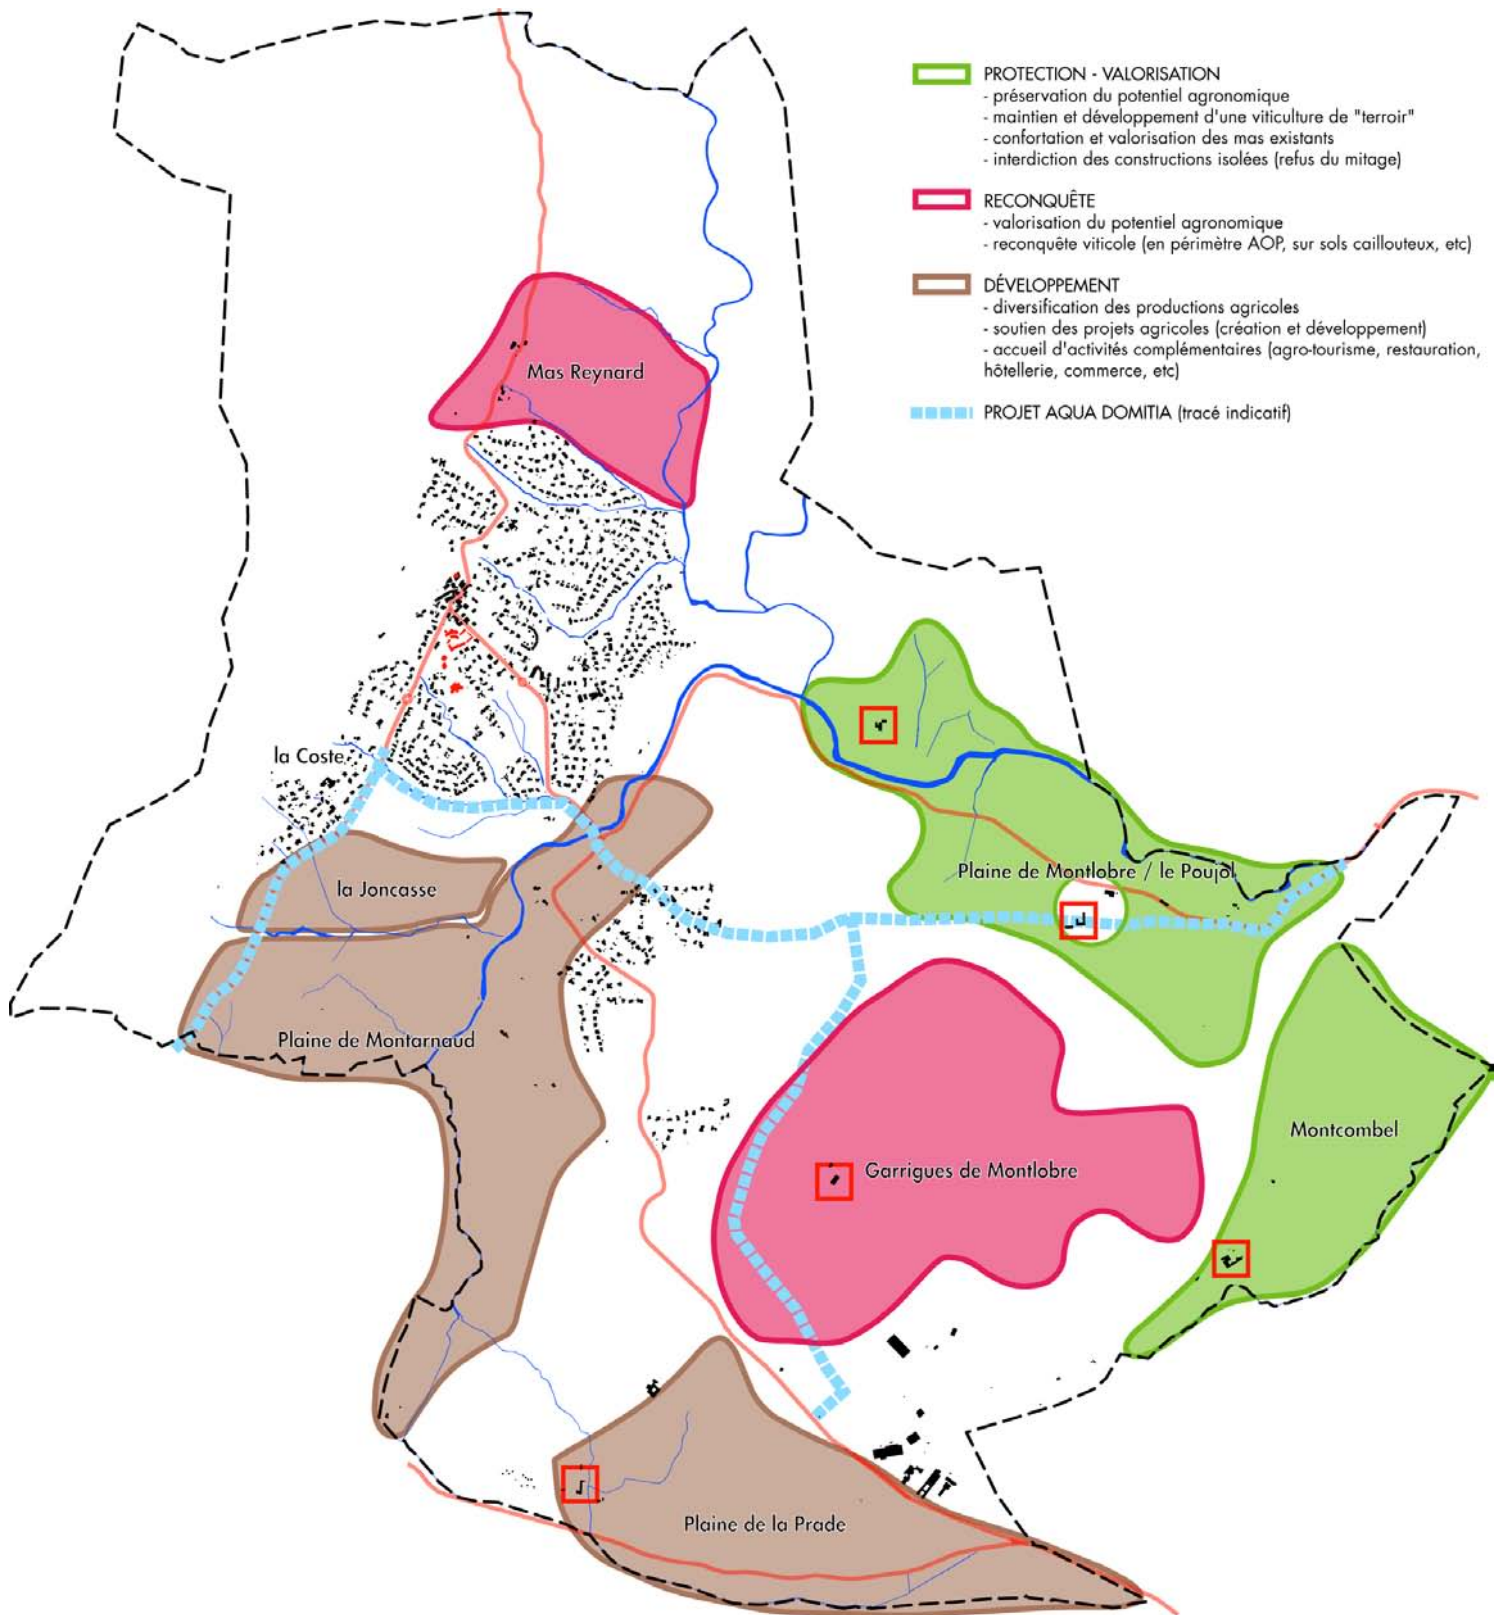 PROTECTION - VALORISATION
- préservation du potentiel agronomique
- maintien et développement d'une viticulture de "terroir"
- confortation et valorisation des mas existants
- interdiction des constructions isolées (refus du mitage)
RECONQUÊTE
- valorisation du potentiel agronomique
- reconquête viticole (en périmètre AOP, sur sols caillouteux, etc)
DÉVELOPPEMENT
- diversification des productions agricoles
- soutien des projets agricoles (création et développement)
- accueil d'activités complémentaires (agro-tourisme, restauration,
hôtellerie, commerce, etc)
PROJET AQUA DOMITIA (tracé indicatif)
Mas Reynard
la Coste
Plaine de Montlobre / le Poujol
la Joncasse
Plaine de Montarnaud
Montcombel
Garrigues de Montlobre
Plaine de la Prade